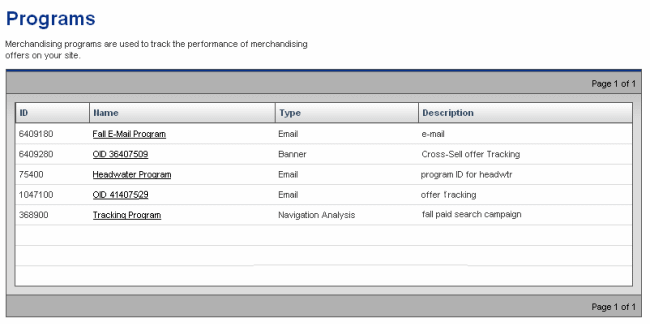 Programs
Merchandising programs are used to track the performance of merchandising
offers on your site.
Page 1 of 1
ID Name Type Description
6409180 Fall E-Mail Program Email e-mail
6409280 OID 36407509 Banner Cross-Sell offer Tracking
75400 Headwater Program Email program ID for headwtr
1047100 OID 41407529 Email offer Tracking
368900 Tracking Program Navigation Analysis fall paid search campaign
Page 1 of 1